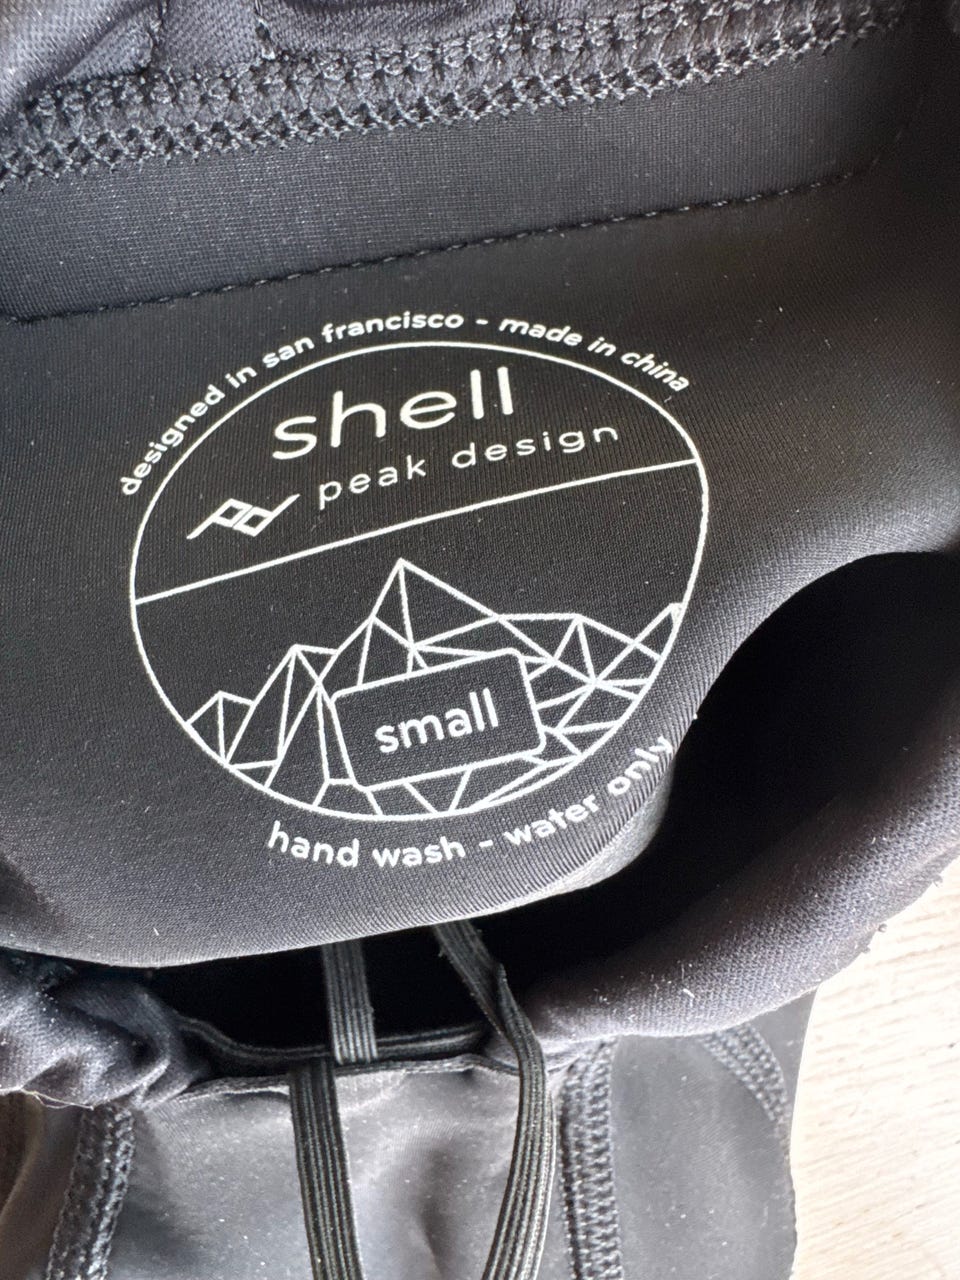 designed in san francisco - made in china
shell
peak design
small
hand wash - water only